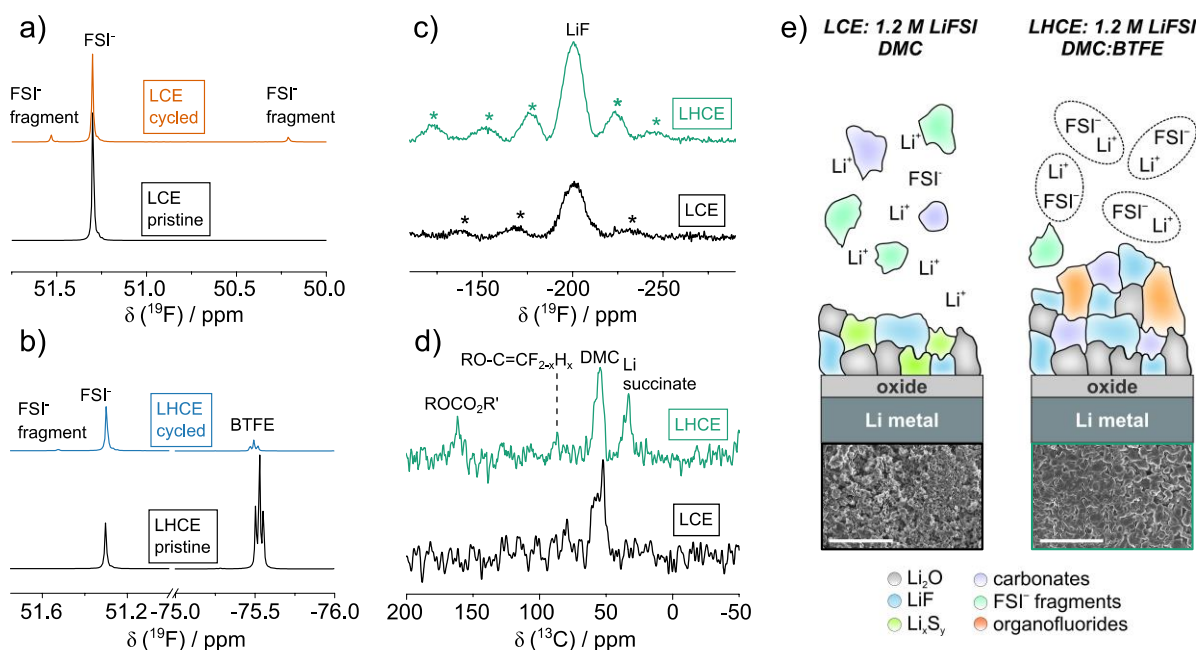 a)
FSI⁻
FSI⁻
fragment
LCE
cycled
FSI⁻
fragment
LCE
pristine
51.5 51.0 50.5 50.0
δ (¹⁹F) / ppm
b)
FSI⁻
FSI⁻
fragment
LHCE
cycled
BTFE
LHCE
pristine
51.6 51.2 -75.0 -75.5 -76.0
δ (¹⁹F) / ppm
c)
LiF
* * * * *
LHCE
* * *
LCE
-150 -200 -250
δ (¹⁹F) / ppm
d)
RO-C=CF₂₋ₓHₓ
DMC
Li
succinate
ROCO₂R'
LHCE
LCE
200 150 100 50 0 -50
δ (¹³C) / ppm
e)
LCE: 1.2 M LiFSI
DMC
Li⁺
Li⁺
FSI⁻
Li⁺
Li⁺
Li⁺
Li⁺
oxide
Li metal
LHCE: 1.2 M LiFSI
DMC:BTFE
FSI⁻
Li⁺
FSI⁻
Li⁺
Li⁺
FSI⁻
FSI⁻
Li⁺
oxide
Li metal
Li₂O
LiF
LiₓSᵧ
carbonates
FSI⁻ fragments
organofluorides